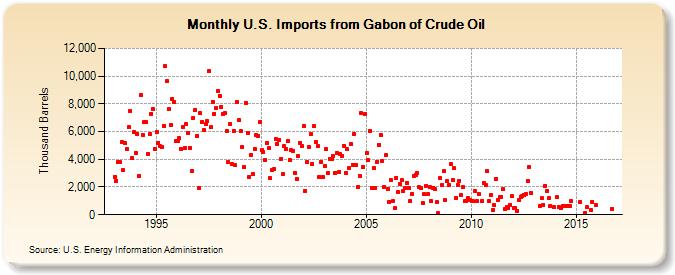 Monthly U.S. Imports from Gabon of Crude Oil
Thousand Barrels
12,000
10,000
8,000
6,000
4,000
2,000
0
1995 2000 2005 2010 2015
Source: U.S. Energy Information Administration